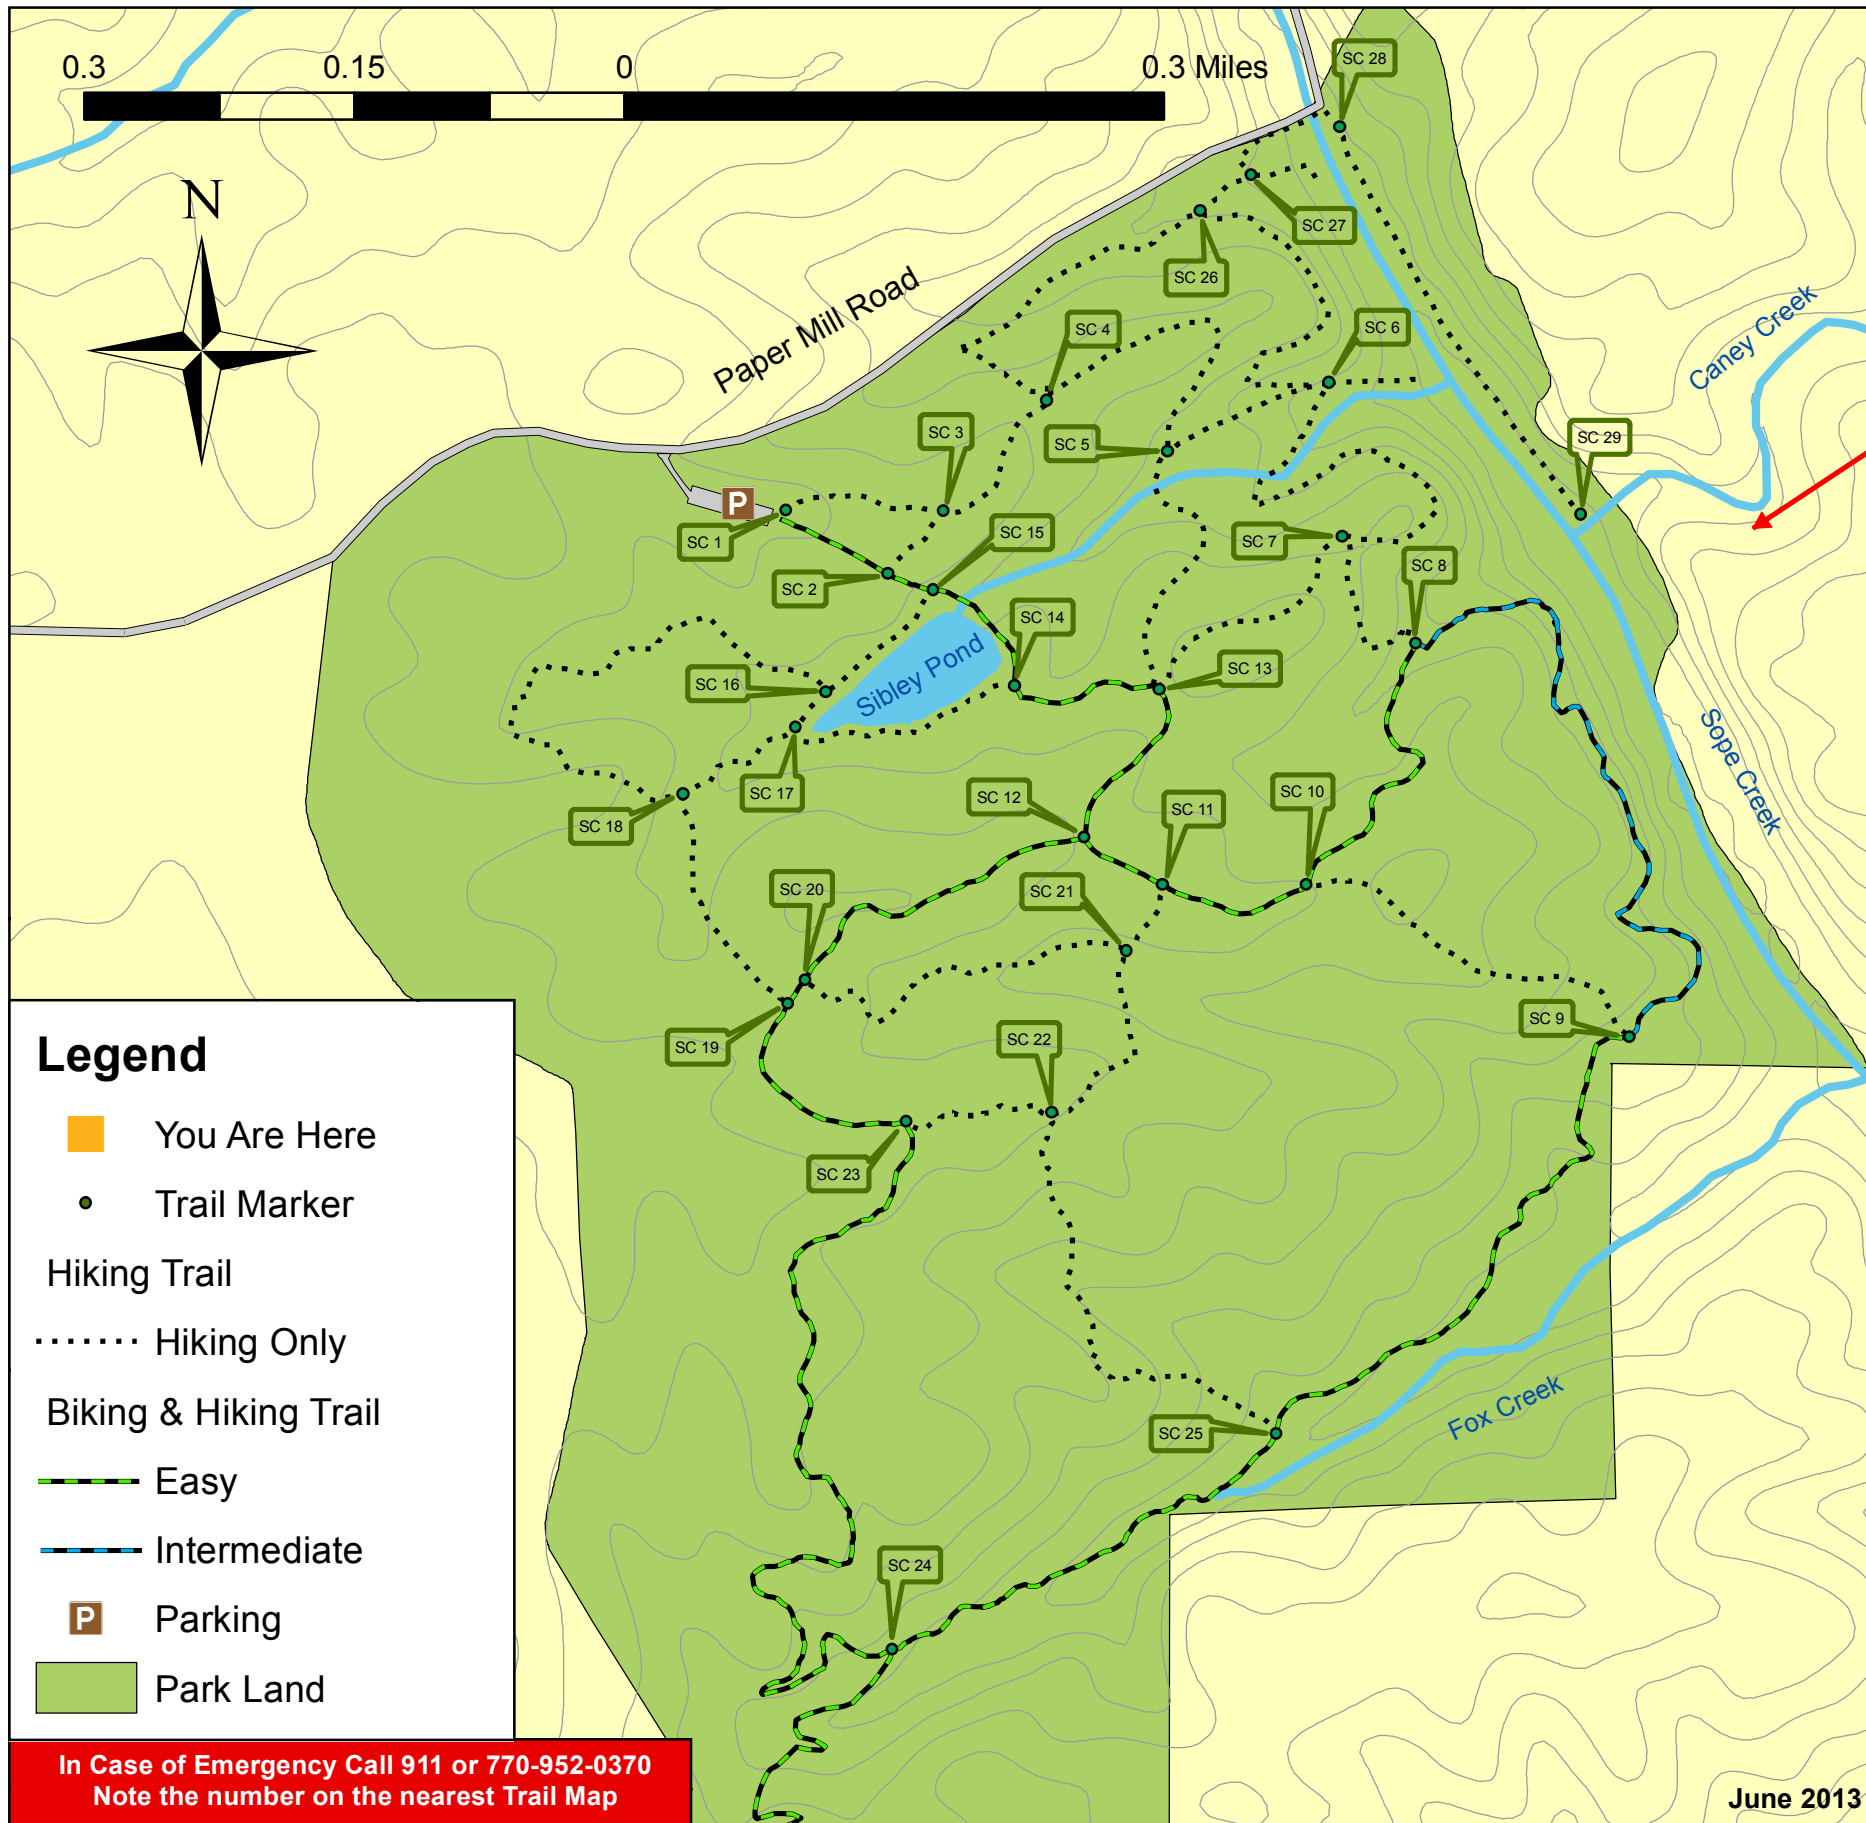 0.3 0.15 0 0.3 Miles
N
SC 28
SC 27
SC 26
Paper Mill Road
SC 4
SC 6
Caney Creek
SC 3
SC 5
SC 29
P
SC 1
SC 15
SC 7
SC 8
SC 2
SC 14
Sibley Pond
SC 16
SC 13
Sope Creek
SC 17
SC 12
SC 11
SC 10
SC 18
SC 20
SC 21
SC 9
SC 19
SC 22
SC 23
SC 25
Fox Creek
SC 24
Legend
You Are Here
Trail Marker
Hiking Trail
Hiking Only
Biking & Hiking Trail
Easy
Intermediate
P Parking
Park Land
In Case of Emergency Call 911 or 770-952-0370
Note the number on the nearest Trail Map
June 2013